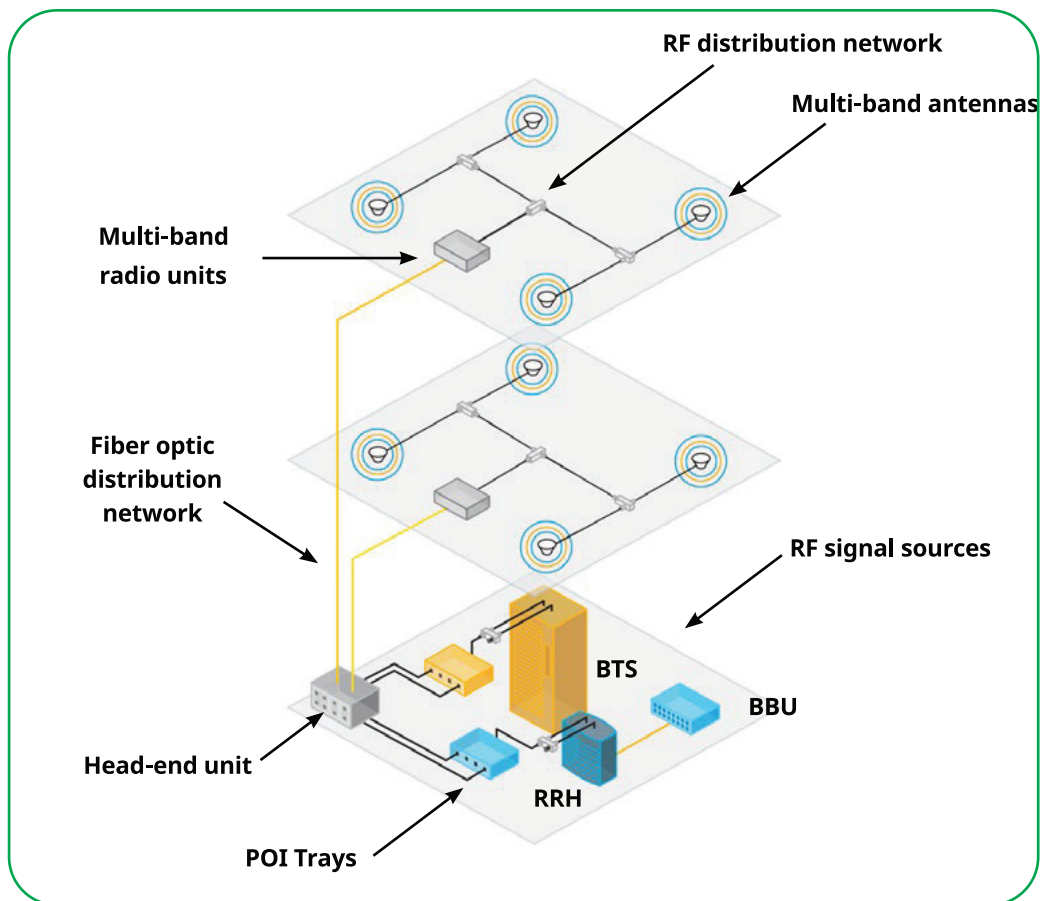 RF distribution network
Multi-band antennas
Multi-band
radio units
Fiber optic
distribution
network
RF signal sources
BTS
BBU
Head-end unit
RRH
POI Trays